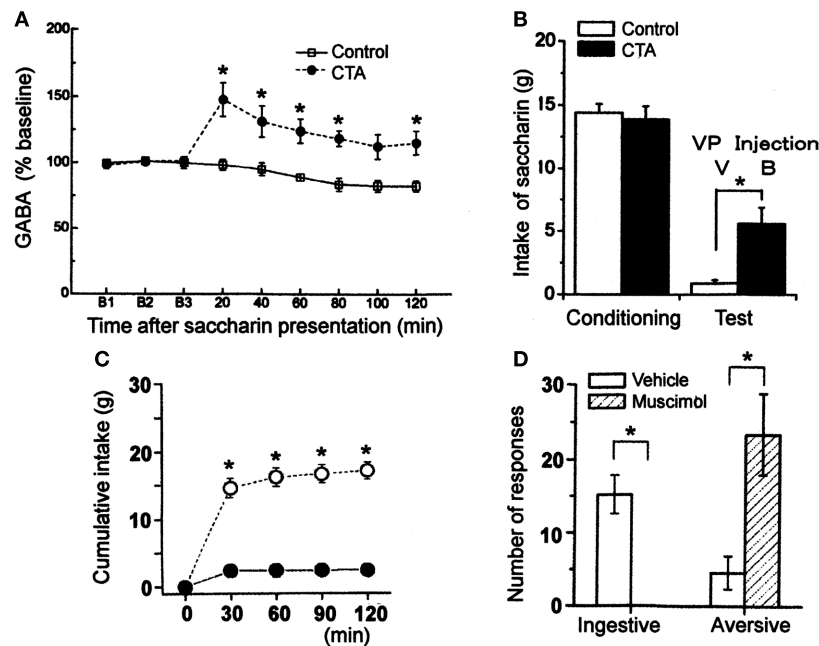 A
200
150
100
50
0
GABA (% baseline)
Control
CTA
*
*
*
*
*
B1 B2 B3 20 40 60 80 100 120
Time after saccharin presentation (min)
B
Control
CTA
20
15
10
5
0
Intake of saccharin (g)
VP Injection
V B
*
Conditioning Test
C
30
20
10
0
Cumulative intake (g)
* * * *
0 30 60 90 120
(min)
D
Vehicle
Muscimol
30
20
10
0
Number of responses
*
*
Ingestive Aversive